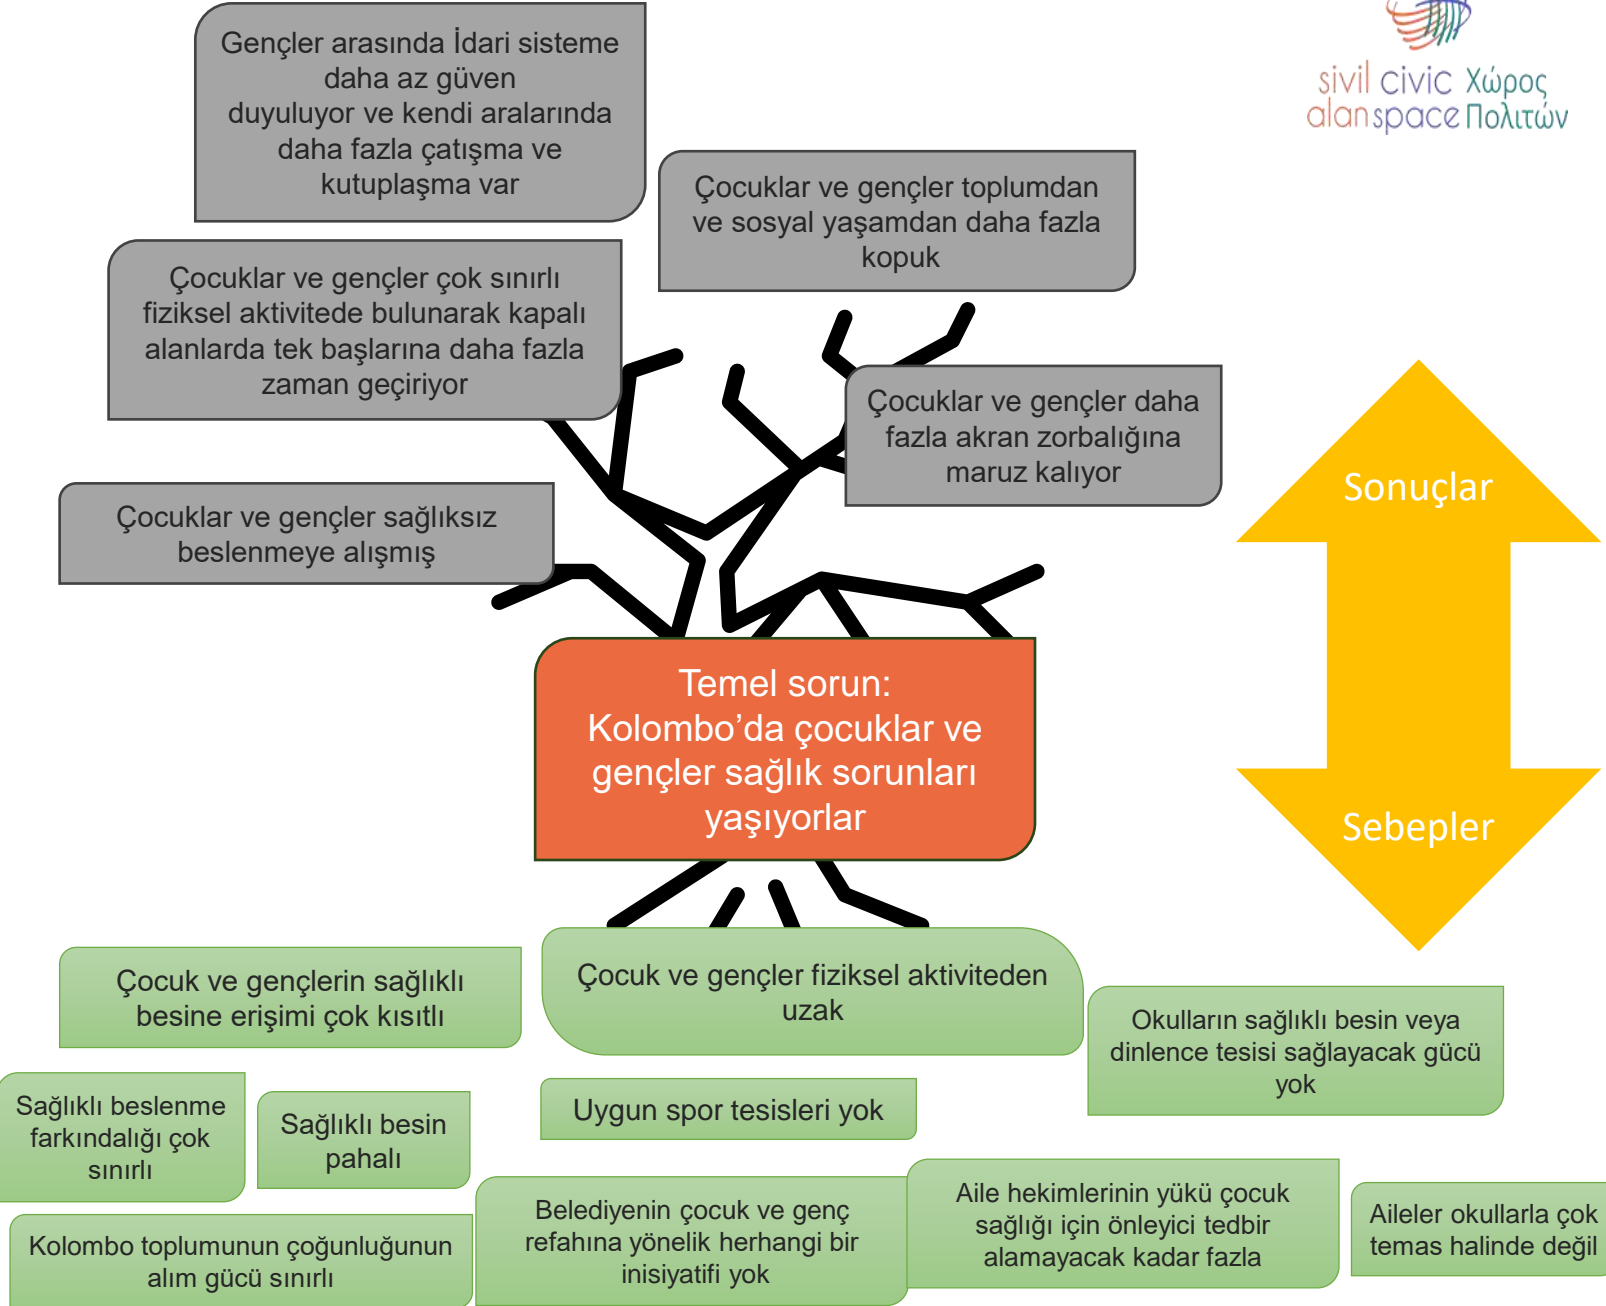 Gençler arasında İdari sisteme
daha az güven
duyuluyor ve kendi aralarında
daha fazla çatışma ve
kutuplaşma var
sivil civic Χώρος
alan space Πολιτών
Çocuklar ve gençler toplumdan
ve sosyal yaşamdan daha fazla
kopuk
Çocuklar ve gençler çok sınırlı
fiziksel aktivitede bulunarak kapalı
alanlarda tek başlarına daha fazla
zaman geçiriyor
Çocuklar ve gençler daha
fazla akran zorbalığına
maruz kalıyor
Çocuklar ve gençler sağlıksız
beslenmeye alışmış
Sonuçlar
Temel sorun:
Kolombo’da çocuklar ve
gençler sağlık sorunları
yaşıyorlar
Sebepler
Çocuk ve gençlerin sağlıklı
besine erişimi çok kısıtlı
Çocuk ve gençler fiziksel aktiviteden
uzak
Okulların sağlıklı besin veya
dinlence tesisi sağlayacak gücü
yok
Sağlıklı beslenme
farkındalığı çok
sınırlı
Sağlıklı besin
pahalı
Uygun spor tesisleri yok
Kolombo toplumunun çoğunluğunun
alım gücü sınırlı
Belediyenin çocuk ve genç
refahına yönelik herhangi bir
inisiyatifi yok
Aile hekimlerinin yükü çocuk
sağlığı için önleyici tedbir
alamayacak kadar fazla
Aileler okullarla çok
temas halinde değil